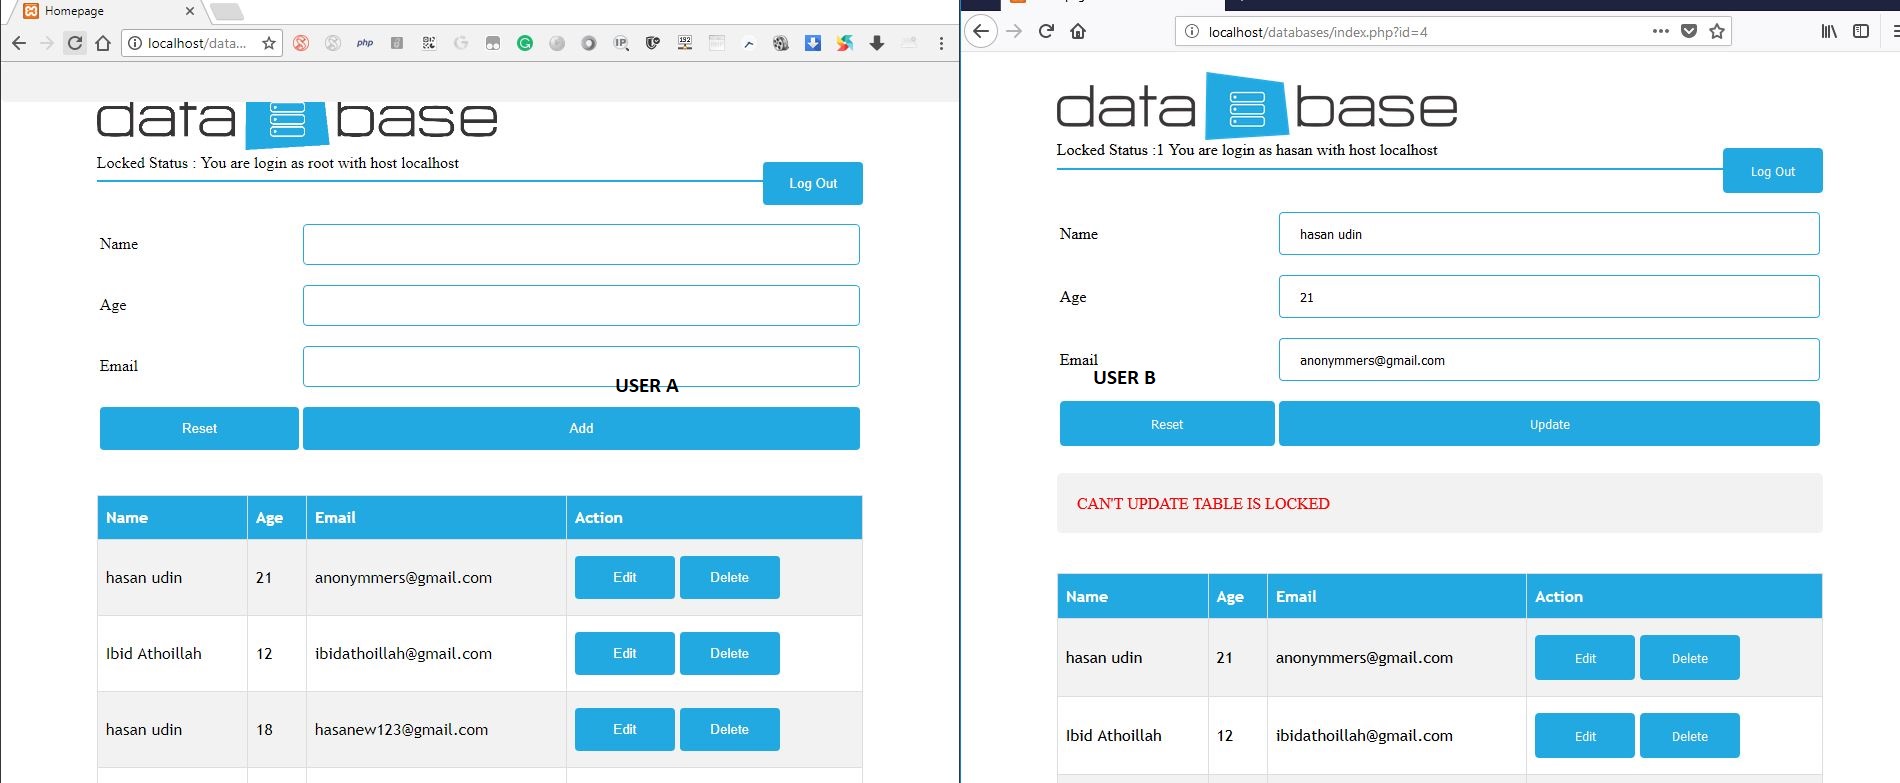 Homepage
localhost/data...
php
IP
192
data base
Locked Status : You are login as root with host localhost
Log Out
Name
Age
Email
USER A
Reset
Add
Name Age Email Action
hasan udin 21 anonymmers@gmail.com Edit Delete
Ibid Athoillah 12 ibidathoillah@gmail.com Edit Delete
hasan udin 18 hasanew123@gmail.com Edit Delete
localhost/databases/index.php?id=4
data base
Locked Status :1 You are login as hasan with host localhost
Log Out
Name hasan udin
Age 21
Email anonymmers@gmail.com
USER B
Reset Update
CAN'T UPDATE TABLE IS LOCKED
Name Age Email Action
hasan udin 21 anonymmers@gmail.com Edit Delete
Ibid Athoillah 12 ibidathoillah@gmail.com Edit Delete